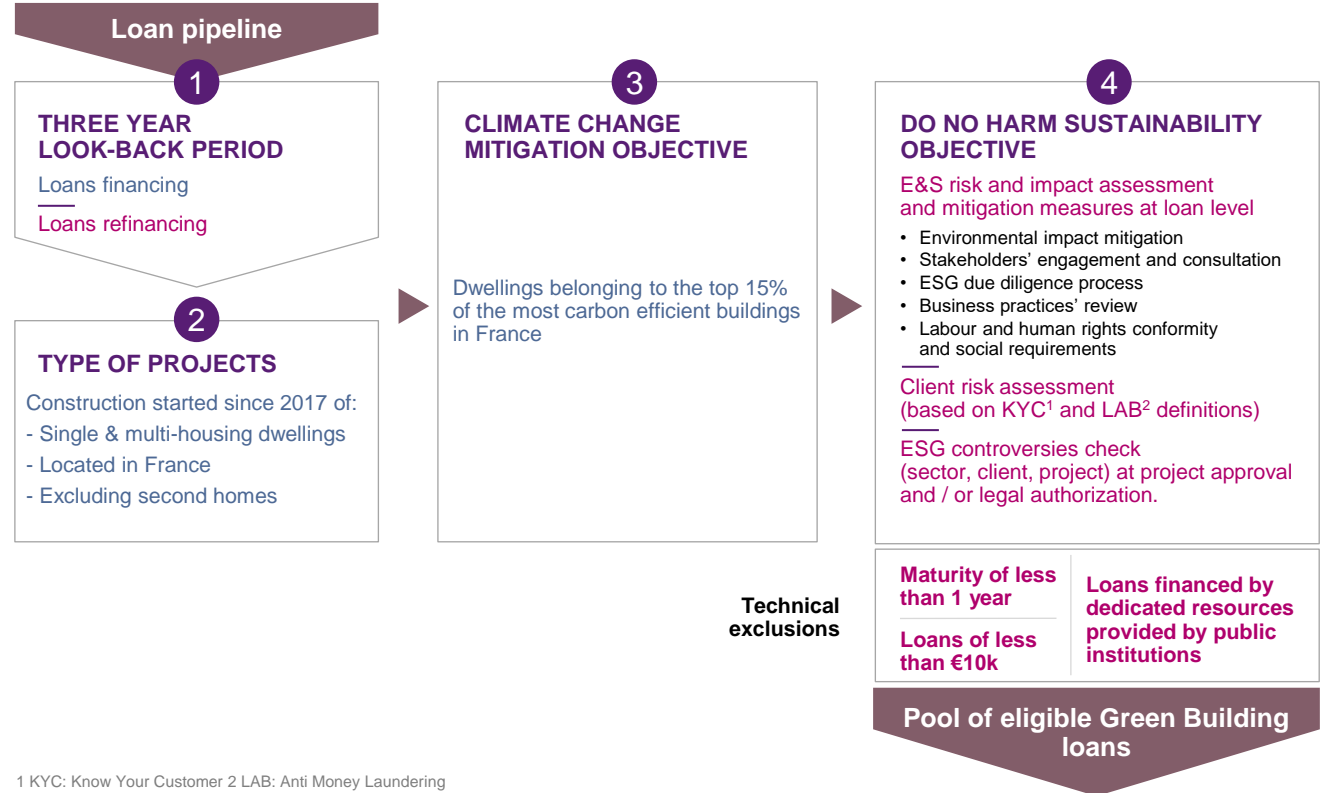 Loan pipeline
1
THREE YEAR
LOOK-BACK PERIOD
Loans financing
Loans refinancing
2
TYPE OF PROJECTS
Construction started since 2017 of:
- Single & multi-housing dwellings
- Located in France
- Excluding second homes
3
CLIMATE CHANGE
MITIGATION OBJECTIVE
Dwellings belonging to the top 15%
of the most carbon efficient buildings
in France
4
DO NO HARM SUSTAINABILITY
OBJECTIVE
E&S risk and impact assessment
and mitigation measures at loan level
• Environmental impact mitigation
• Stakeholders’ engagement and consultation
• ESG due diligence process
• Business practices’ review
• Labour and human rights conformity
and social requirements
Client risk assessment
(based on KYC¹ and LAB² definitions)
ESG controversies check
(sector, client, project) at project approval
and / or legal authorization.
Technical
exclusions
Maturity of less
than 1 year
Loans of less
than €10k
Loans financed by
dedicated resources
provided by public
institutions
Pool of eligible Green Building
loans
1 KYC: Know Your Customer 2 LAB: Anti Money Laundering